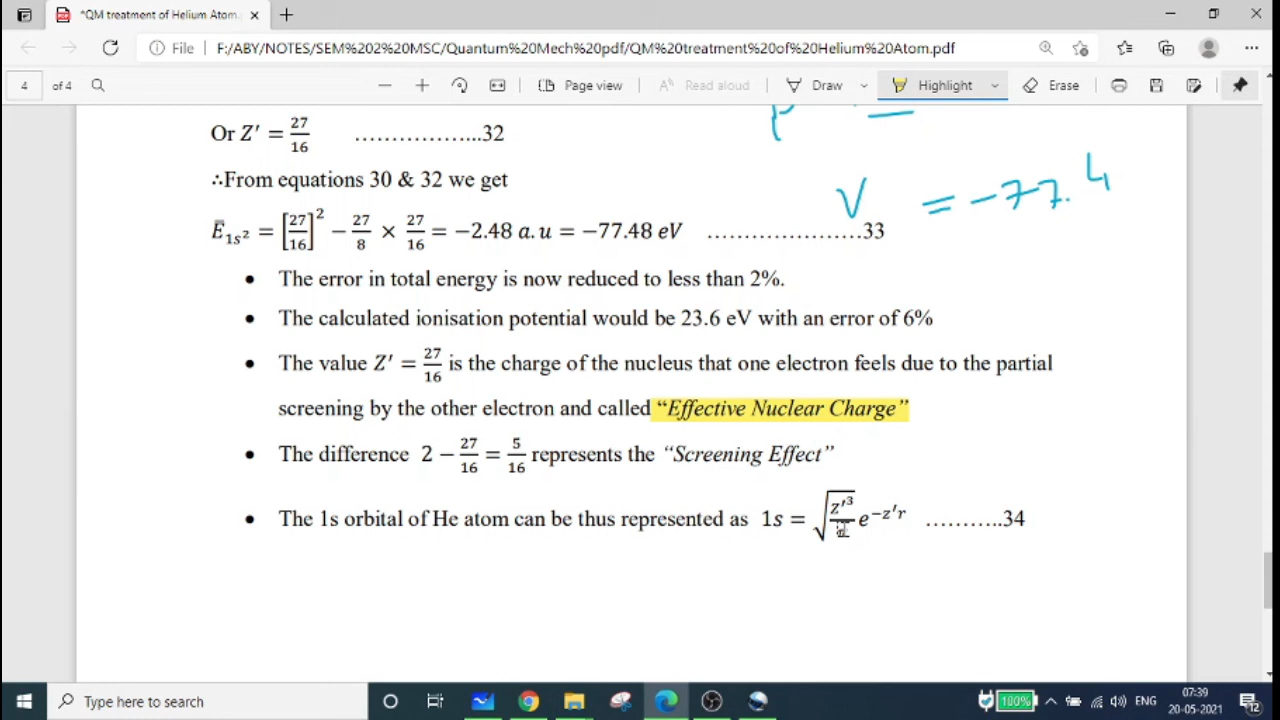 *QM treatment of Helium Atom.
File F:/ABY/NOTES/SEM%202%20MSC/Quantum%20Mech%20pdf/QM%20treatment%20of%20Helium%20Atom.pdf
4 of 4 Page view Read aloud Draw Highlight Erase
Or Z′ = 27/16 ………………..32
∴From equations 30 & 32 we get
V = -77.4
Ē₁ₛ² = [27/16]² − 27/8 × 27/16 = −2.48 a.u = −77.48 eV ………………….33
• The error in total energy is now reduced to less than 2%.
• The calculated ionisation potential would be 23.6 eV with an error of 6%
• The value Z′ = 27/16 is the charge of the nucleus that one electron feels due to the partial
screening by the other electron and called “Effective Nuclear Charge”
• The difference 2 − 27/16 = 5/16 represents the “Screening Effect”
• The 1s orbital of He atom can be thus represented as 1s = √(z′³/π) e^(−z′r) ………..34
Type here to search 100% ENG 07:39
20-05-2021 12